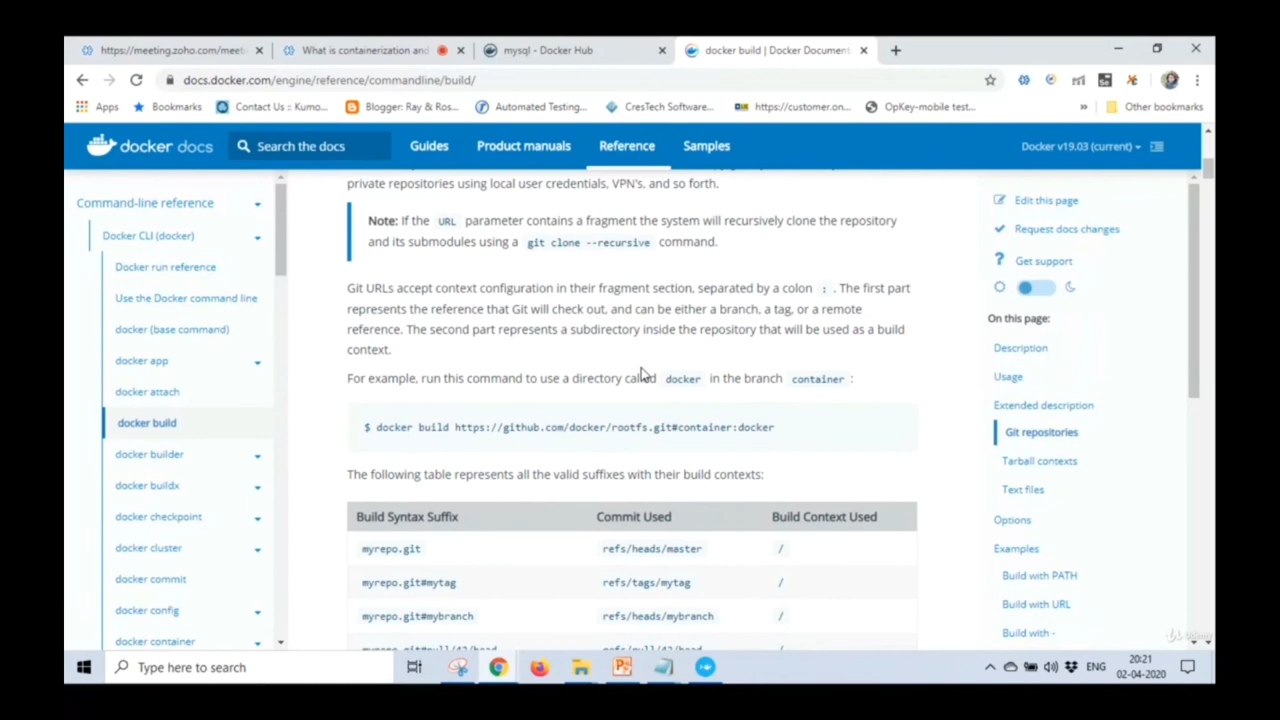 https://meeting.zoho.com/meeti
What is containerization and
mysql - Docker Hub
docker build | Docker Document
docs.docker.com/engine/reference/commandline/build/
Apps
Bookmarks
Contact Us :: Kumo...
Blogger: Ray & Ros...
Automated Testing...
CresTech Software...
https://customer.on...
OpKey-mobile test...
»
Other bookmarks
docker docs
Search the docs
Guides
Product manuals
Reference
Samples
Docker v19.03 (current)
Command-line reference
Docker CLI (docker)
Docker run reference
Use the Docker command line
docker (base command)
docker app
docker attach
docker build
docker builder
docker buildx
docker checkpoint
docker cluster
docker commit
docker config
docker container
private repositories using local user credentials, VPN's, and so forth.
Note: If the URL parameter contains a fragment the system will recursively clone the repository
and its submodules using a git clone --recursive command.
Git URLs accept context configuration in their fragment section, separated by a colon : . The first part
represents the reference that Git will check out, and can be either a branch, a tag, or a remote
reference. The second part represents a subdirectory inside the repository that will be used as a build
context.
For example, run this command to use a directory called docker in the branch container :
$ docker build https://github.com/docker/rootfs.git#container:docker
The following table represents all the valid suffixes with their build contexts:
Build Syntax Suffix Commit Used Build Context Used
myrepo.git refs/heads/master /
myrepo.git#mytag refs/tags/mytag /
myrepo.git#mybranch refs/heads/mybranch /
Edit this page
Request docs changes
Get support
On this page:
Description
Usage
Extended description
Git repositories
Tarball contexts
Text files
Options
Examples
Build with PATH
Build with URL
Build with -
Type here to search
ENG
20:21
02-04-2020